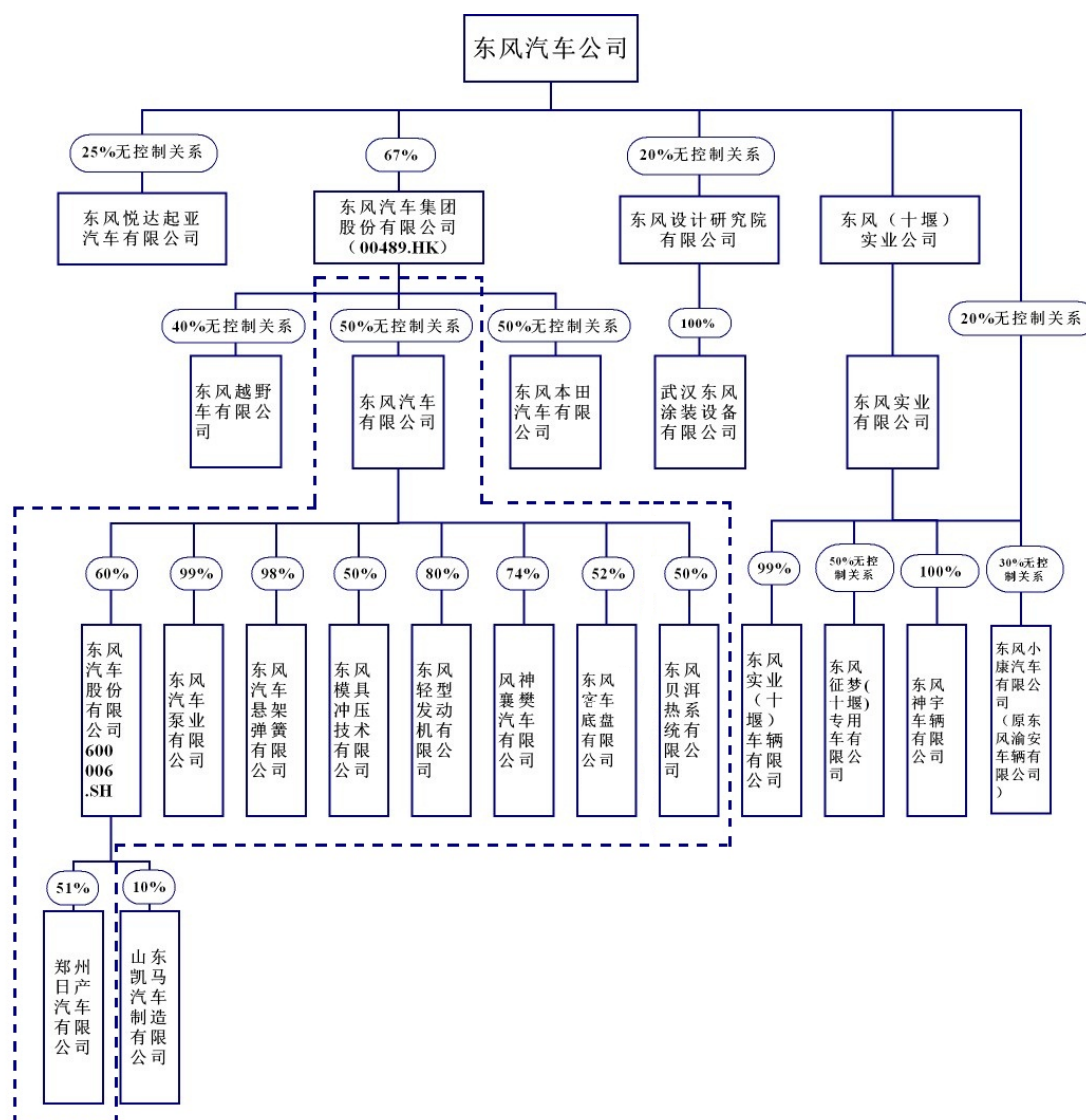 东风汽车公司
25%无控制关系
67%
20%无控制关系
东风悦达起亚
汽车有限公司
东风汽车集团
股份有限公司
（00489.HK）
东风设计研究院
有限公司
东风（十堰）
实业公司
40%无控制关系
50%无控制关系
50%无控制关系
100%
20%无控制关系
东风越野
车有限公
司
东风汽车
有限公司
东风本田
汽车有限
公司
武汉东风
涂装设备
有限公司
东风实业
有限公司
60%
99%
98%
50%
80%
74%
52%
50%
99%
50%无控
制关系
100%
30%无控
制关系
东风
汽车
股份
有限
公司
600
006
.SH
东风
汽车
泵业
有限
公司
东风
汽车
悬架
弹簧
有限
公司
东风
模具
冲压
技术
有限
公司
东风
轻型
发动
机有
限公
司
风神
襄樊
汽车
有限
公司
东风
车
底盘
有限
公司
东风
贝洱
热系
统有
限公
司
东风
实业
（十
堰）
车辆
有限
公司
东风
征梦(
十堰)
专用
车有
限公
司
东风
神宇
车辆
有限
公司
东风小
康汽车
有限公
司
（原东
风渝安
车辆有
限公司
）
51%
10%
郑州
日产
汽车
有限
公司
山东
凯马
汽车
制造
有限
公司